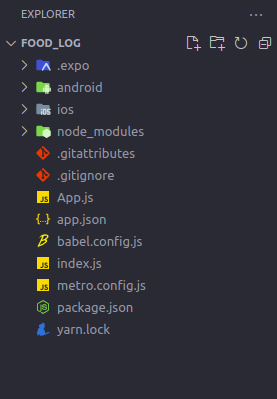 EXPLORER
FOOD_LOG
.expo
android
ios
node_modules
.gitattributes
.gitignore
App.js
app.json
babel.config.js
index.js
metro.config.js
package.json
yarn.lock